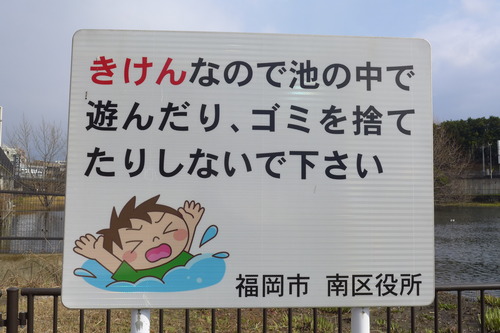 きけんなので池の中で
遊んだり、ゴミを捨て
たりしないで下さい
福岡市 南区役所